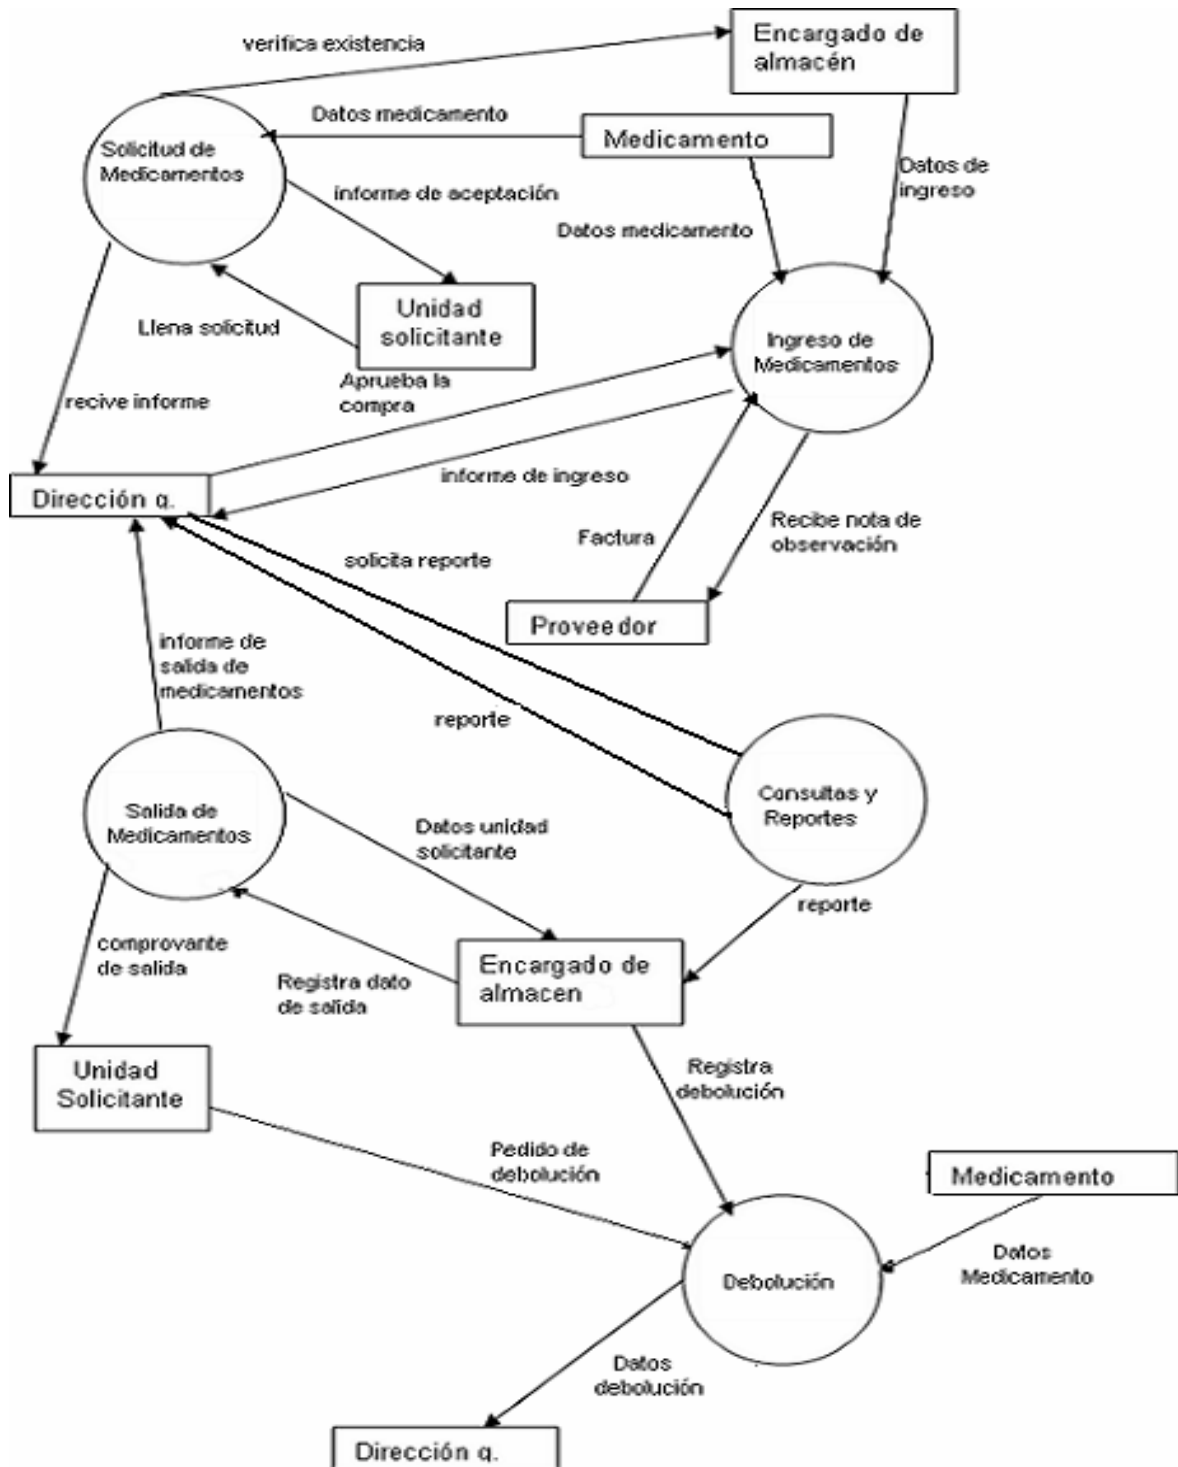 verifica existencia
Encargado de
almacén
Datos medicamento
Medicamento
Solicitud de
Medicamentos
Datos de
ingreso
informe de aceptación
Datos medicamento
Unidad
solicitante
Llena solicitud
Ingreso de
Medicamentos
Aprueba la
compra
recive informe
informe de ingreso
Dirección q.
Factura
Recibe nota de
observación
solicita reporte
Proveedor
informe de
salida de
medicamentos
reporte
Consultas y
Reportes
Salida de
Medicamentos
Datos unidad
solicitante
reporte
comprovante
de salida
Encargado de
almacen
Registra dato
de salida
Unidad
Solicitante
Registra
debolución
Pedido de
debolución
Medicamento
Datos
Medicamento
Debolución
Datos
debolución
Dirección q.